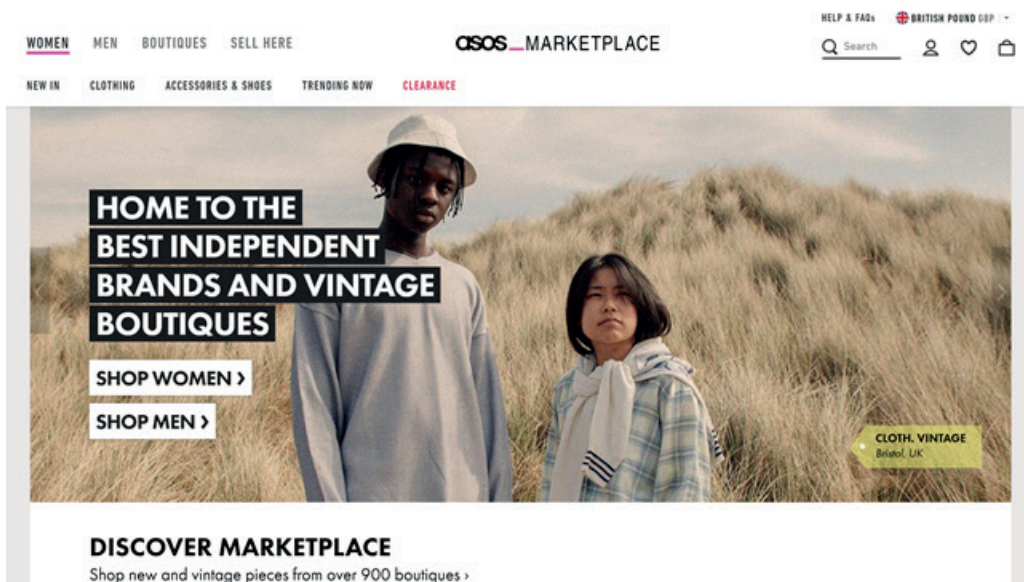 HELP & FAQs BRITISH POUND GBP
WOMEN MEN BOUTIQUES SELL HERE
asos_MARKETPLACE
Search
NEW IN CLOTHING ACCESSORIES & SHOES TRENDING NOW CLEARANCE
HOME TO THE
BEST INDEPENDENT
BRANDS AND VINTAGE
BOUTIQUES
SHOP WOMEN ›
SHOP MEN ›
CLOTH. VINTAGE
Bristol, UK
DISCOVER MARKETPLACE
Shop new and vintage pieces from over 900 boutiques ›